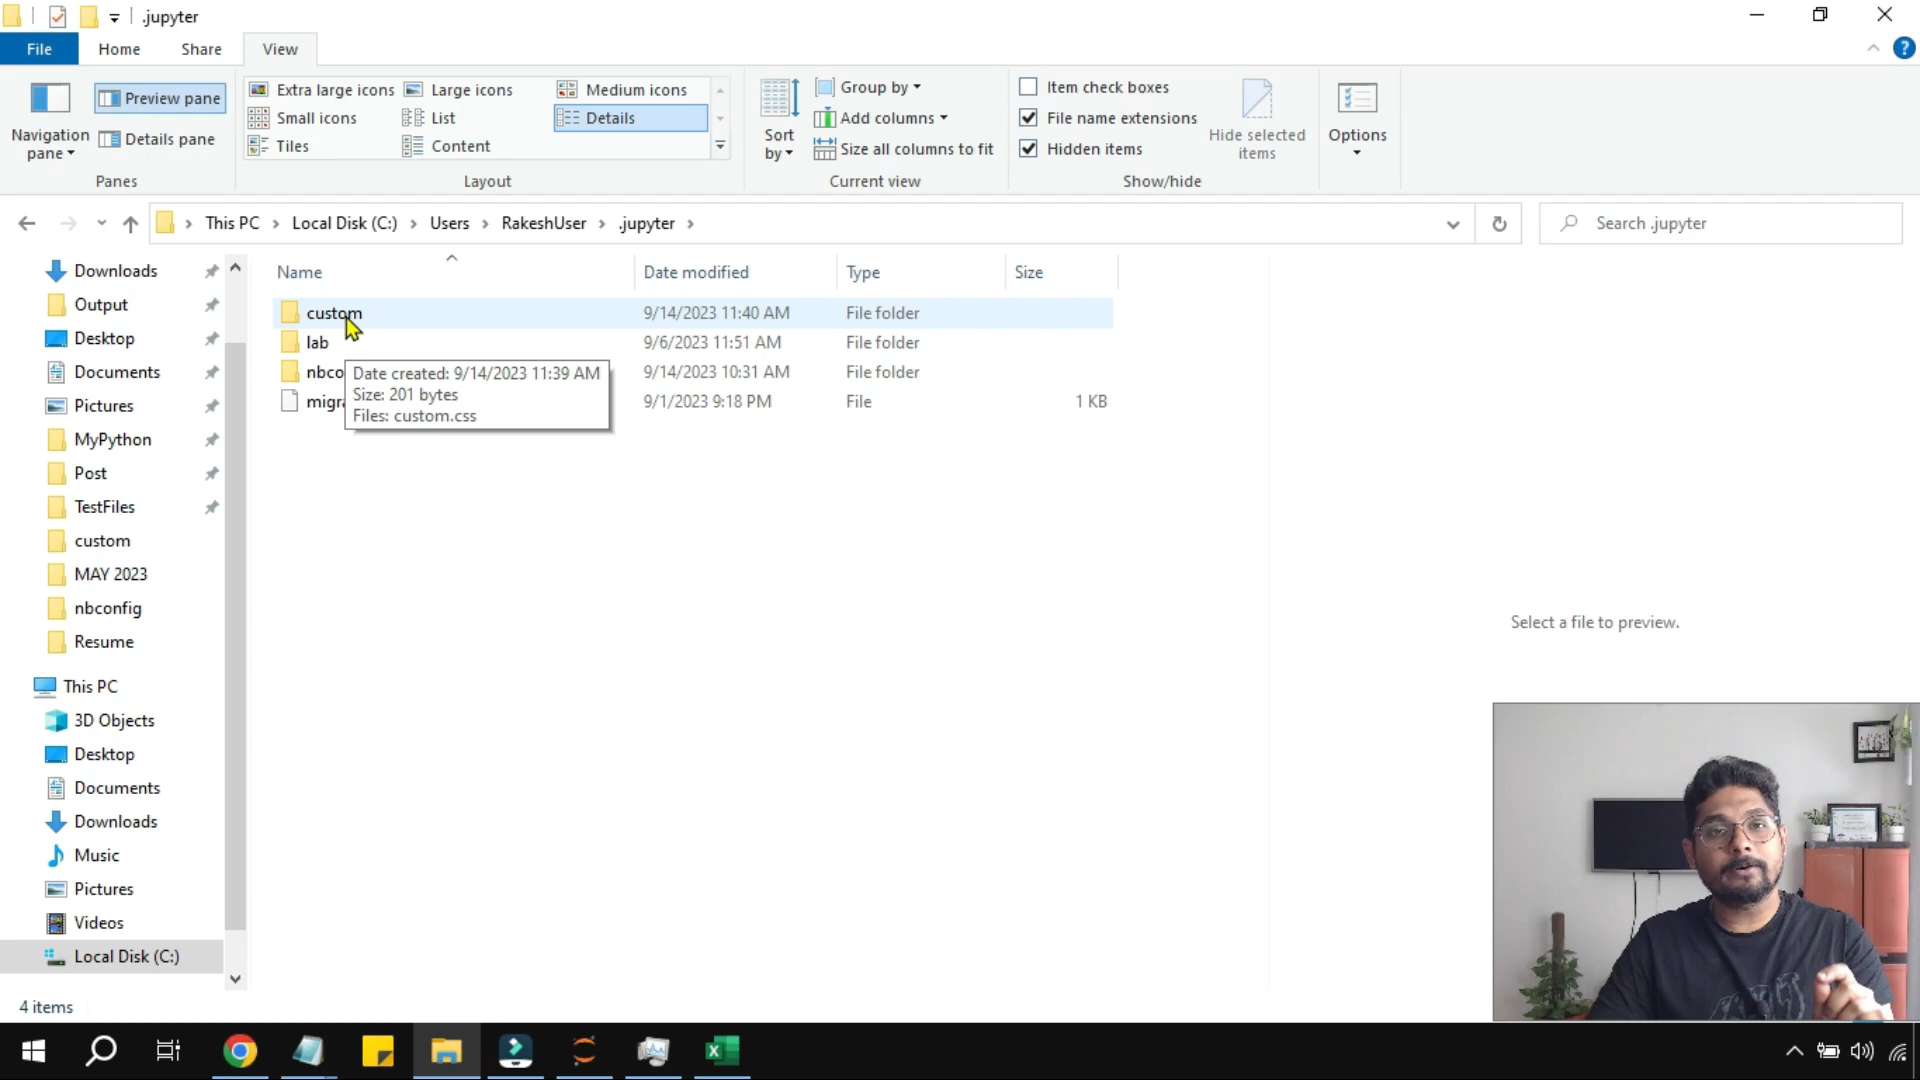 .jupyter
File
Home
Share
View
?
Navigation pane
Preview pane
Details pane
Panes
Extra large icons
Large icons
Medium icons
Small icons
List
Details
Tiles
Content
Layout
Sort by
Group by
Add columns
Size all columns to fit
Current view
Item check boxes
File name extensions
Hidden items
Hide selected items
Show/hide
Options
This PC > Local Disk (C:) > Users > RakeshUser > .jupyter >
Search .jupyter
Downloads
Output
Desktop
Documents
Pictures
MyPython
Post
TestFiles
custom
MAY 2023
nbconfig
Resume
This PC
3D Objects
Desktop
Documents
Downloads
Music
Pictures
Videos
Local Disk (C:)
Name Date modified Type Size
custom 9/14/2023 11:40 AM File folder
lab 9/6/2023 11:51 AM File folder
nbco 9/14/2023 10:31 AM File folder
migra 9/1/2023 9:18 PM File 1 KB
Date created: 9/14/2023 11:39 AM
Size: 201 bytes
Files: custom.css
Select a file to preview.
4 items